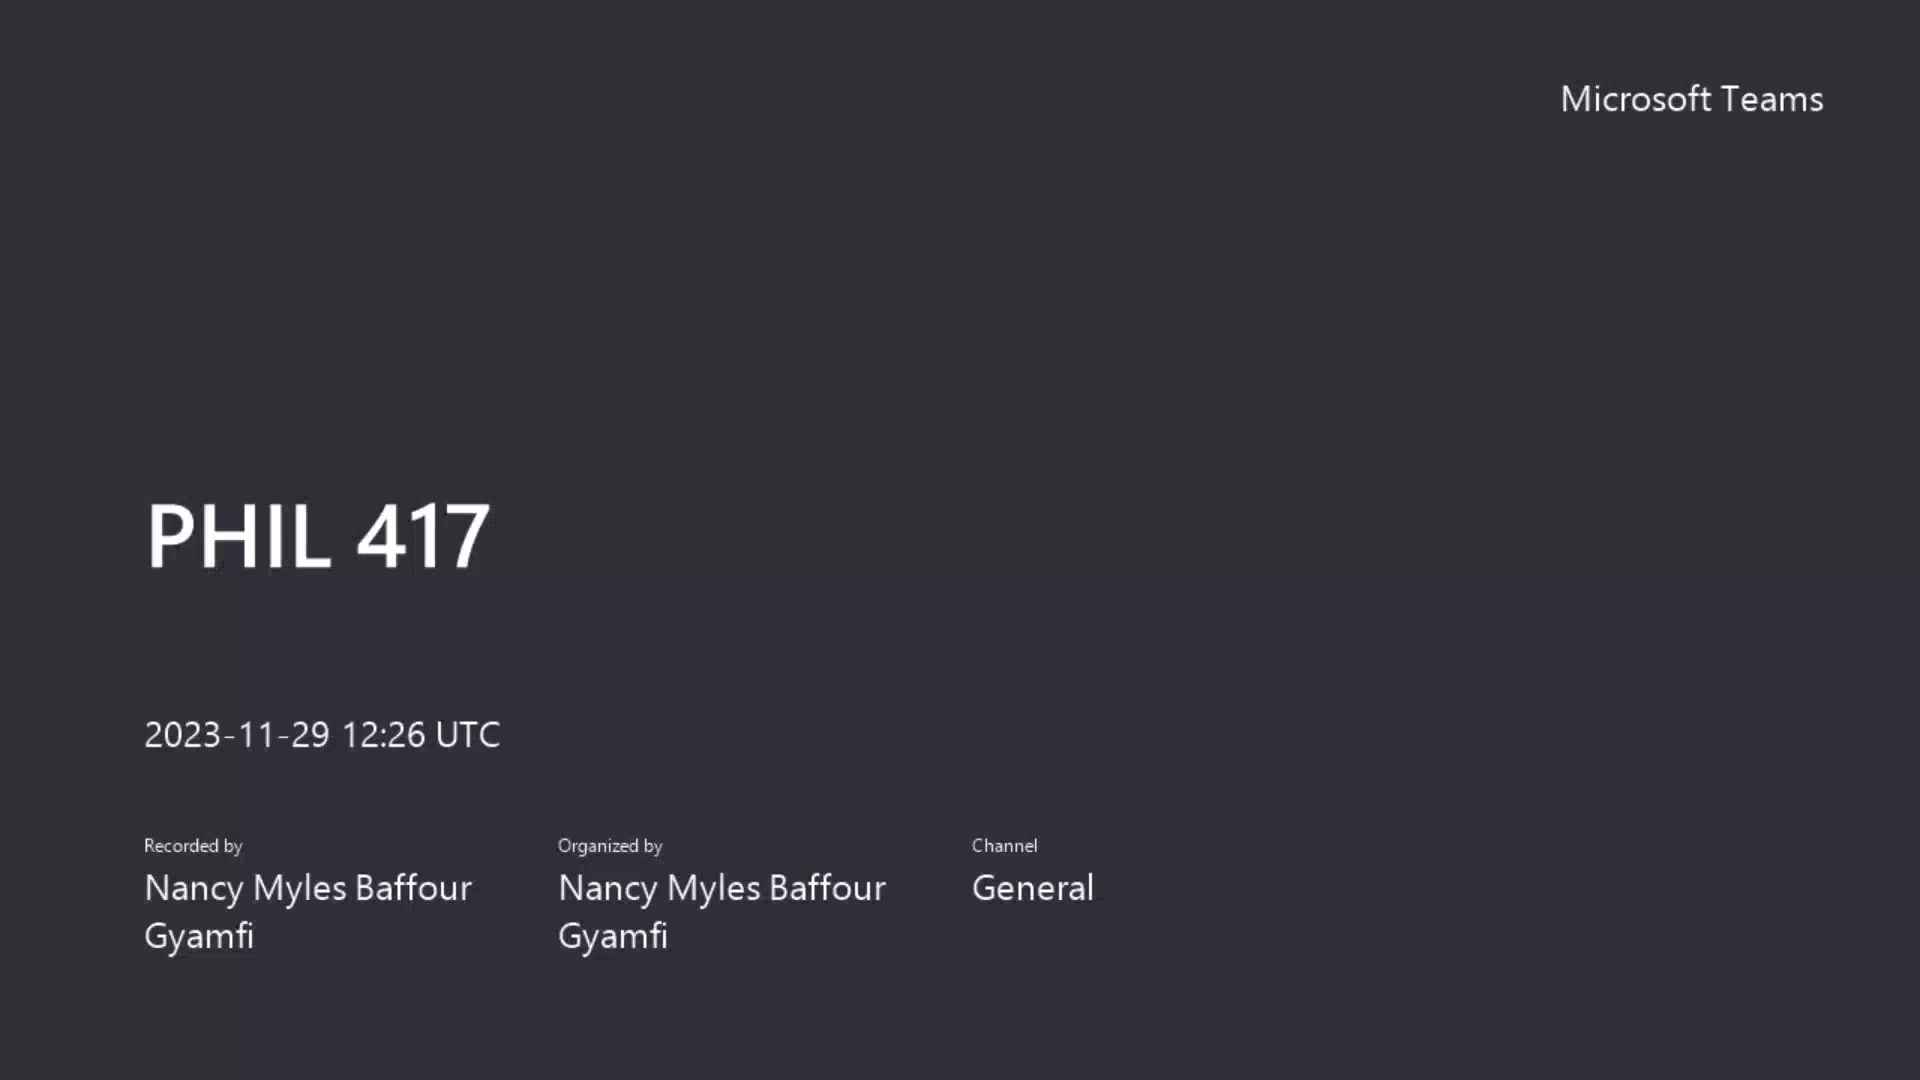 Microsoft Teams
PHIL 417
2023-11-29 12:26 UTC
Recorded by
Nancy Myles Baffour
Gyamfi
Organized by
Nancy Myles Baffour
Gyamfi
Channel
General